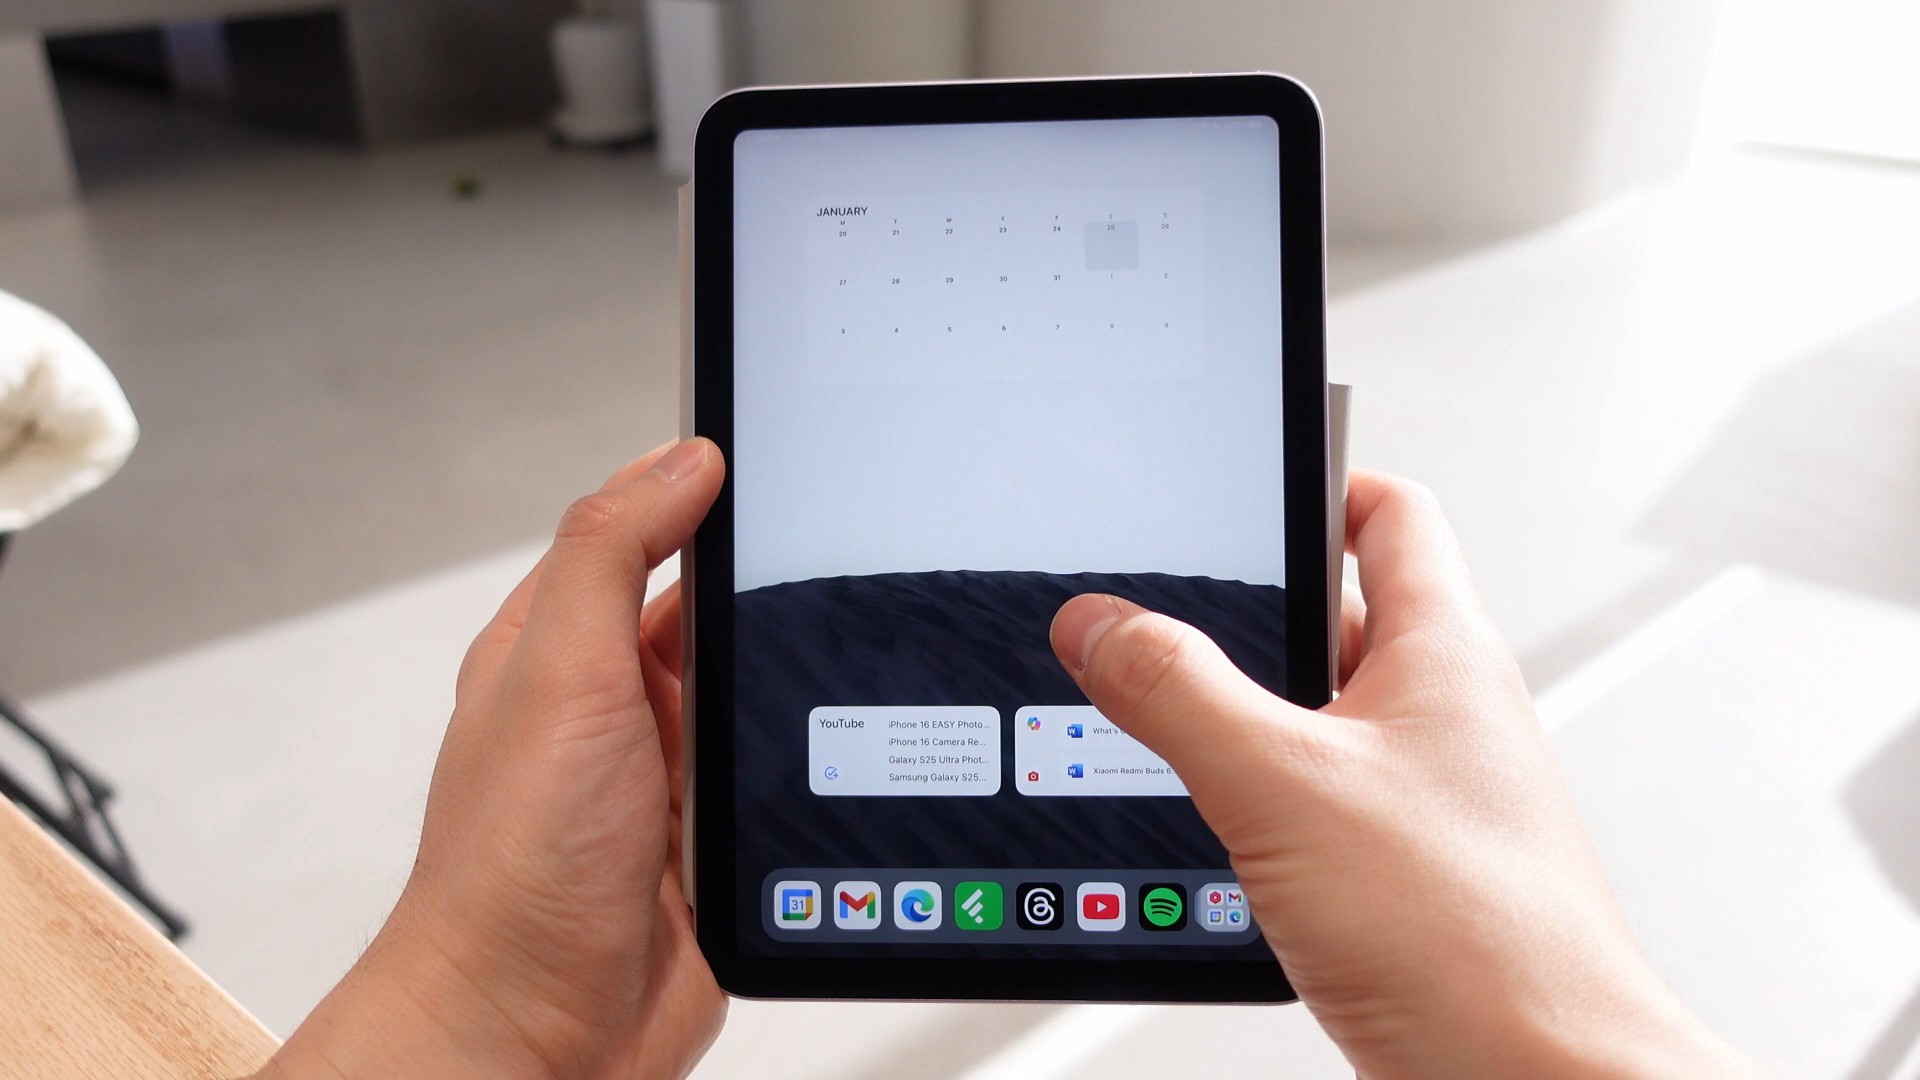 JANUARY
M T W T F S S
20 21 22 23 24 25 26
27 28 29 30 31 1 2
3 4 5 6 7 8 9
YouTube
iPhone 16 EASY Photo...
iPhone 16 Camera Re...
Galaxy S25 Ultra Phot...
Samsung Galaxy S25...
W What's
W Xiaomi Redmi Buds 6
31